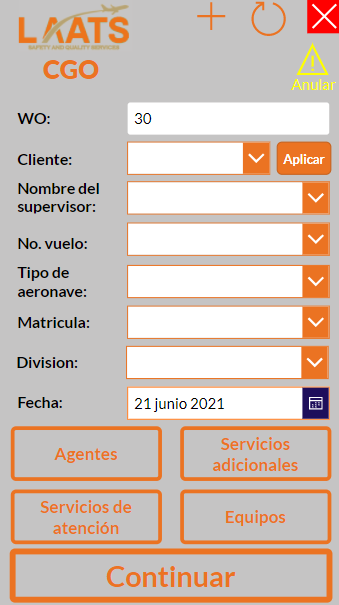 LAATS
SAFETY AND QUALITY SERVICES
CGO
Anular
WO: 30
Cliente: Aplicar
Nombre del
supervisor:
No. vuelo:
Tipo de
aeronave:
Matricula:
Division:
Fecha: 21 junio 2021
Agentes
Servicios
adicionales
Servicios de
atención
Equipos
Continuar